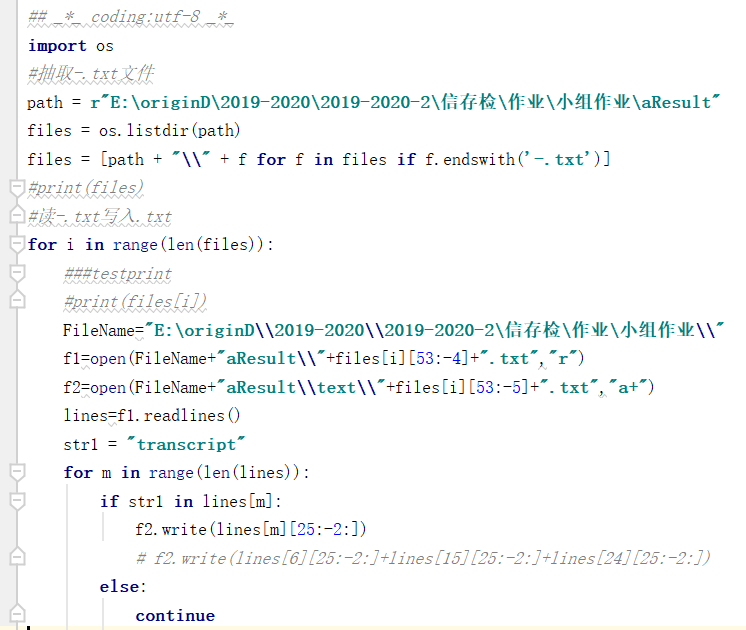 ## _*_ coding:utf-8 _*_
import os
#抽取-.txt文件
path = r"E:\originD\2019-2020\2019-2020-2\信存检\作业\小组作业\aResult"
files = os.listdir(path)
files = [path + "\\" + f for f in files if f.endswith('-.txt')]
#print(files)
#读-.txt写入.txt
for i in range(len(files)):
    ###testprint
    #print(files[i])
    FileName="E:\originD\\2019-2020\\2019-2020-2\信存检\作业\小组作业\\"
    f1=open(FileName+"aResult\\"+files[i][53:-4]+".txt","r")
    f2=open(FileName+"aResult\\text\\"+files[i][53:-5]+".txt","a+")
    lines=f1.readlines()
    str1 = "transcript"
    for m in range(len(lines)):
        if str1 in lines[m]:
            f2.write(lines[m][25:-2:])
            # f2.write(lines[6][25:-2:]+lines[15][25:-2:]+lines[24][25:-2:])
        else:
            continue